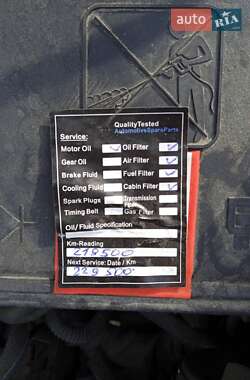 AUTO RIA
QualityTested
AutomotiveSpareParts
Service:
Motor Oil Oil Filter
Gear Oil Air Filter
Brake Fluid Fuel Filter
Cooling Fluid Cabin Filter
Spark Plugs Transmission
Timing Belt Gas Filter
Oil/ Fluid Specification
Km-Reading
219500
Next Service: Date / Km
229 500